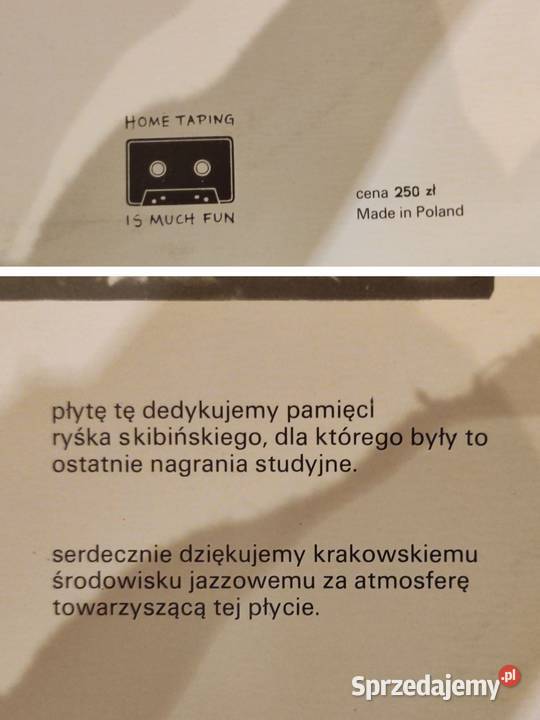 HOME TAPING
IS MUCH FUN
cena 250 zł
Made in Poland
płytę tę dedykujemy pamięci
ryśka skibińskiego, dla którego były to
ostatnie nagrania studyjne.
serdecznie dziękujemy krakowskiemu
środowisku jazzowemu za atmosferę
towarzyszącą tej płycie.
Sprzedajemy.pl